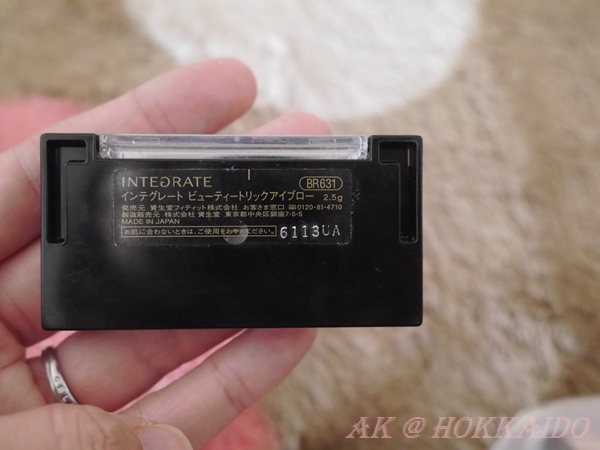 INTEGRATE BR631
インテグレート ビューティートリックアイブロー 2.5g
発売元 資生堂フィティット株式会社 お客さま窓口 ☎0120-81-4710
製造販売元 株式会社 資生堂 東京都中央区銀座7-5-5
MADE IN JAPAN
お肌に合わないときは、ご使用をおやめください。 6113UA
AK @ HOKKAIDO